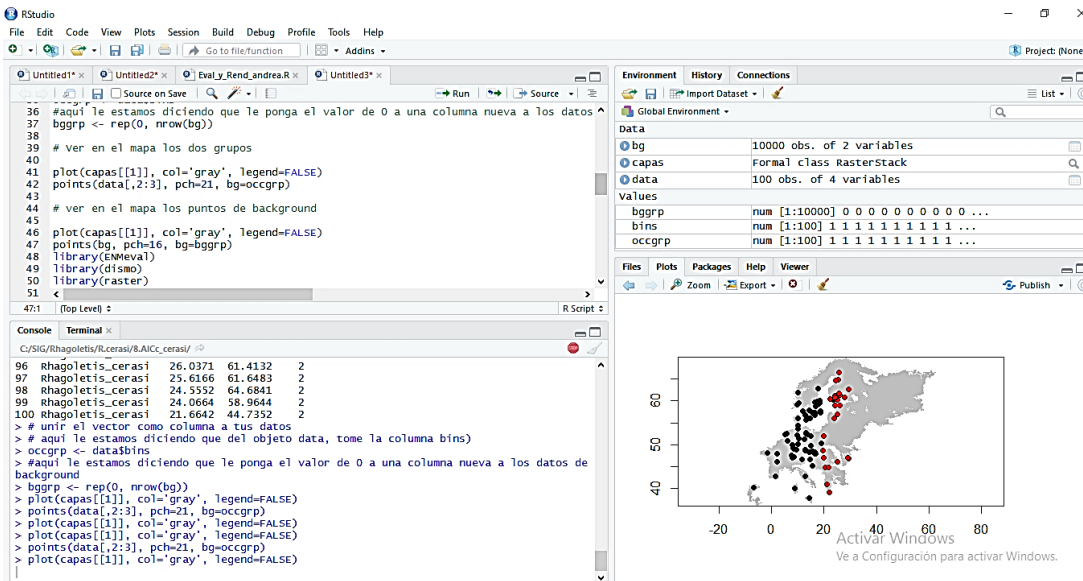 RStudio
File Edit Code View Plots Session Build Debug Profile Tools Help
Go to file/function Addins Project: (None
Untitled1* Untitled2* Eval_y_Rend_andrea.R Untitled3*
Source on Save Run Source
36 #aqui le estamos diciendo que le ponga el valor de 0 a una columna nueva a los datos
37 bggrp <- rep(0, nrow(bg))
38
39 # ver en el mapa los dos grupos
40
41 plot(capas[[1]], col='gray', legend=FALSE)
42 points(data[,2:3], pch=21, bg=occgrp)
43
44 # ver en el mapa los puntos de background
45
46 plot(capas[[1]], col='gray', legend=FALSE)
47 points(bg, pch=16, bg=bggrp)
48 library(ENMeval)
49 library(dismo)
50 library(raster)
51
47:1 (Top Level) R Script
Console Terminal
C:/SIG/Rhagoletis/R.cerasi/8.AICc_cerasi/
96 Rhagoletis_cerasi 26.0371 61.4132 2
97 Rhagoletis_cerasi 25.6166 61.6483 2
98 Rhagoletis_cerasi 24.5552 64.6841 2
99 Rhagoletis_cerasi 24.0664 58.9644 2
100 Rhagoletis_cerasi 21.6642 44.7352 2
> # unir el vector como columna a tus datos
> # aqui le estamos diciendo que del objeto data, tome la columna bins)
> occgrp <- data$bins
> #aqui le estamos diciendo que le ponga el valor de 0 a una columna nueva a los datos de
background
> bggrp <- rep(0, nrow(bg))
> plot(capas[[1]], col='gray', legend=FALSE)
> points(data[,2:3], pch=21, bg=occgrp)
> plot(capas[[1]], col='gray', legend=FALSE)
> plot(capas[[1]], col='gray', legend=FALSE)
> points(data[,2:3], pch=21, bg=occgrp)
> plot(capas[[1]], col='gray', legend=FALSE)
Environment History Connections
Import Dataset List
Global Environment
Data
bg 10000 obs. of 2 variables
capas Formal class RasterStack
data 100 obs. of 4 variables
Values
bggrp num [1:10000] 0 0 0 0 0 0 0 0 0 0 ...
bins num [1:100] 1 1 1 1 1 1 1 1 1 1 ...
occgrp num [1:100] 1 1 1 1 1 1 1 1 1 1 ...
Files Plots Packages Help Viewer
Zoom Export Publish
60
50
40
-20 0 20 40 60 80
Activar Windows
Ve a Configuración para activar Windows.